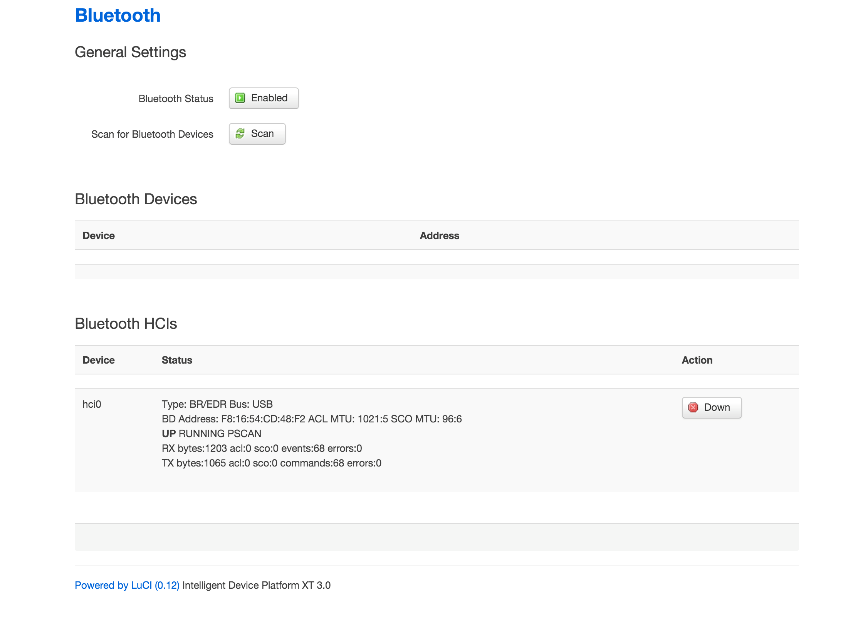 Bluetooth
General Settings
Bluetooth Status Enabled
Scan for Bluetooth Devices Scan
Bluetooth Devices
Device Address
Bluetooth HCIs
Device Status Action
hci0 Type: BR/EDR Bus: USB Down
BD Address: F8:16:54:CD:48:F2 ACL MTU: 1021:5 SCO MTU: 96:6
UP RUNNING PSCAN
RX bytes:1203 acl:0 sco:0 events:68 errors:0
TX bytes:1065 acl:0 sco:0 commands:68 errors:0
Powered by LuCI (0.12) Intelligent Device Platform XT 3.0